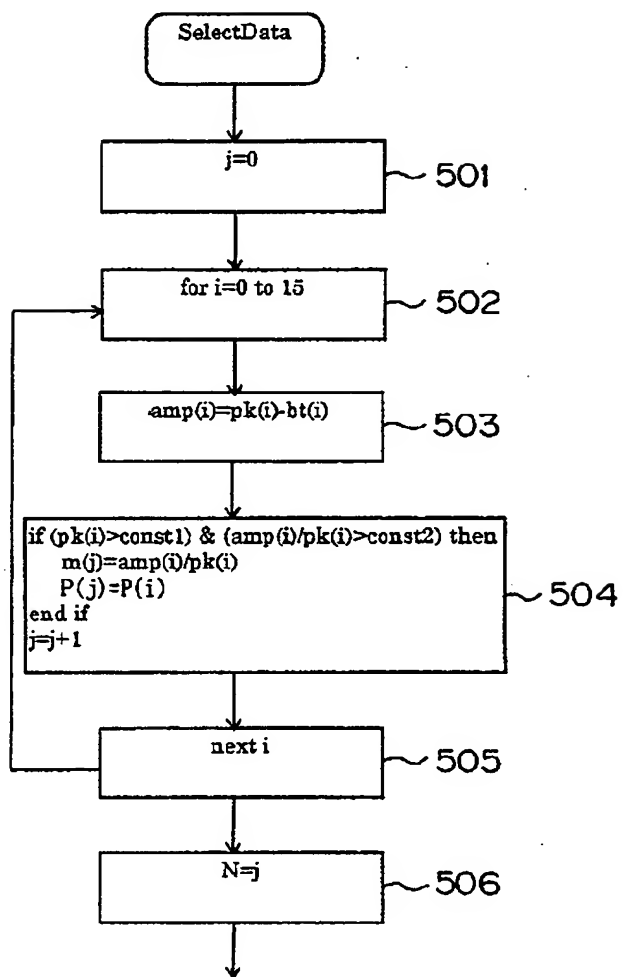 SelectData
j=0
501
for i=0 to 15
502
amp(i)=pk(i)-bt(i)
503
if (pk(i)>const1) & (amp(i)/pk(i)>const2) then
m(j)=amp(i)/pk(i)
P(j)=P(i)
end if
j=j+1
504
next i
505
N=j
506